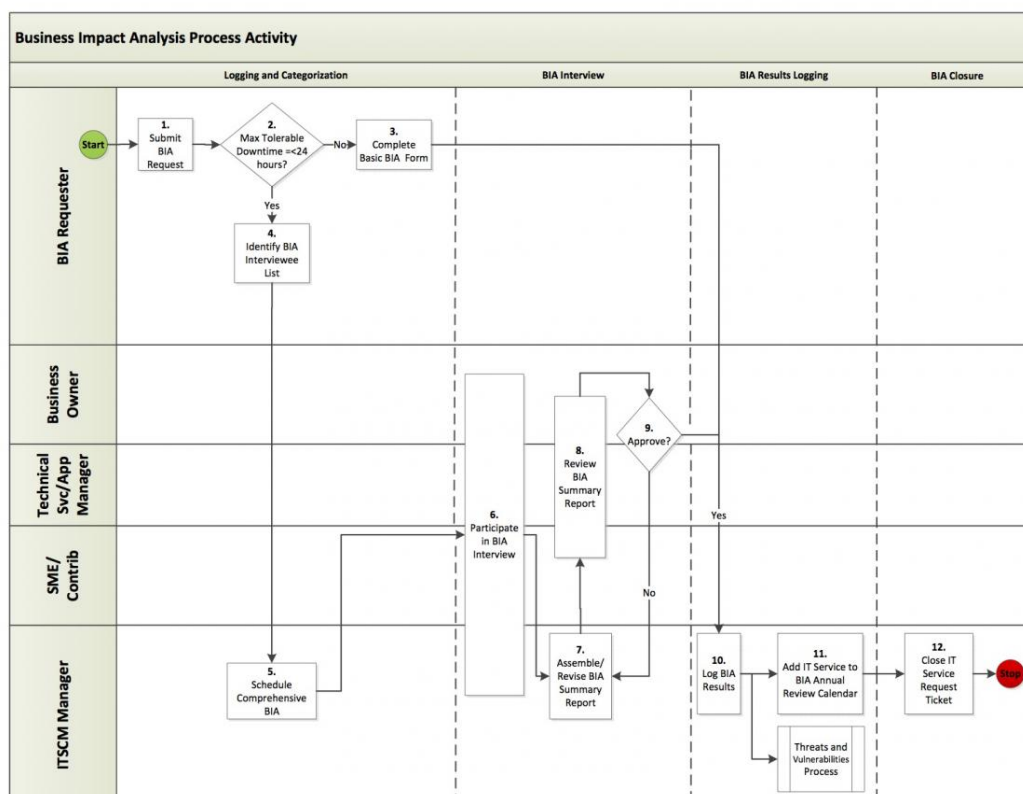 Business Impact Analysis Process Activity
Logging and Categorization
BIA Interview
BIA Results Logging
BIA Closure
BIA Requester
Start
1.
Submit
BIA
Request
2.
Max Tolerable
Downtime =<24
hours?
No
3.
Complete
Basic BIA Form
Yes
4.
Identify BIA
Interviewee
List
Business
Owner
9.
Approve?
Technical
Svc/App
Manager
8.
Review
BIA
Summary
Report
Yes
6.
Participate
in BIA
Interview
SME/
Contrib
No
ITSCM Manager
5.
Schedule
Comprehensive
BIA
7.
Assemble/
Revise BIA
Summary
Report
10.
Log BIA
Results
11.
Add IT Service to
BIA Annual
Review Calendar
12.
Close IT
Service
Request
Ticket
Stop
Threats and
Vulnerabilities
Process